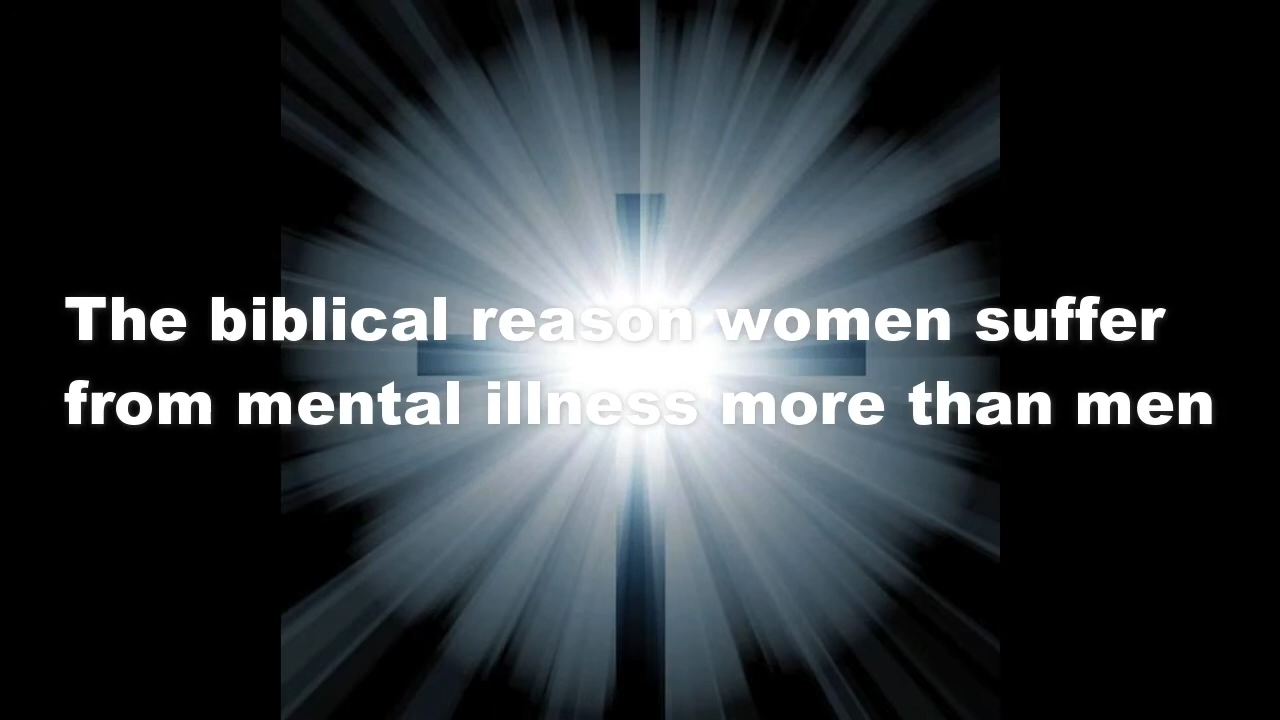 The biblical reason women suffer
from mental illness more than men